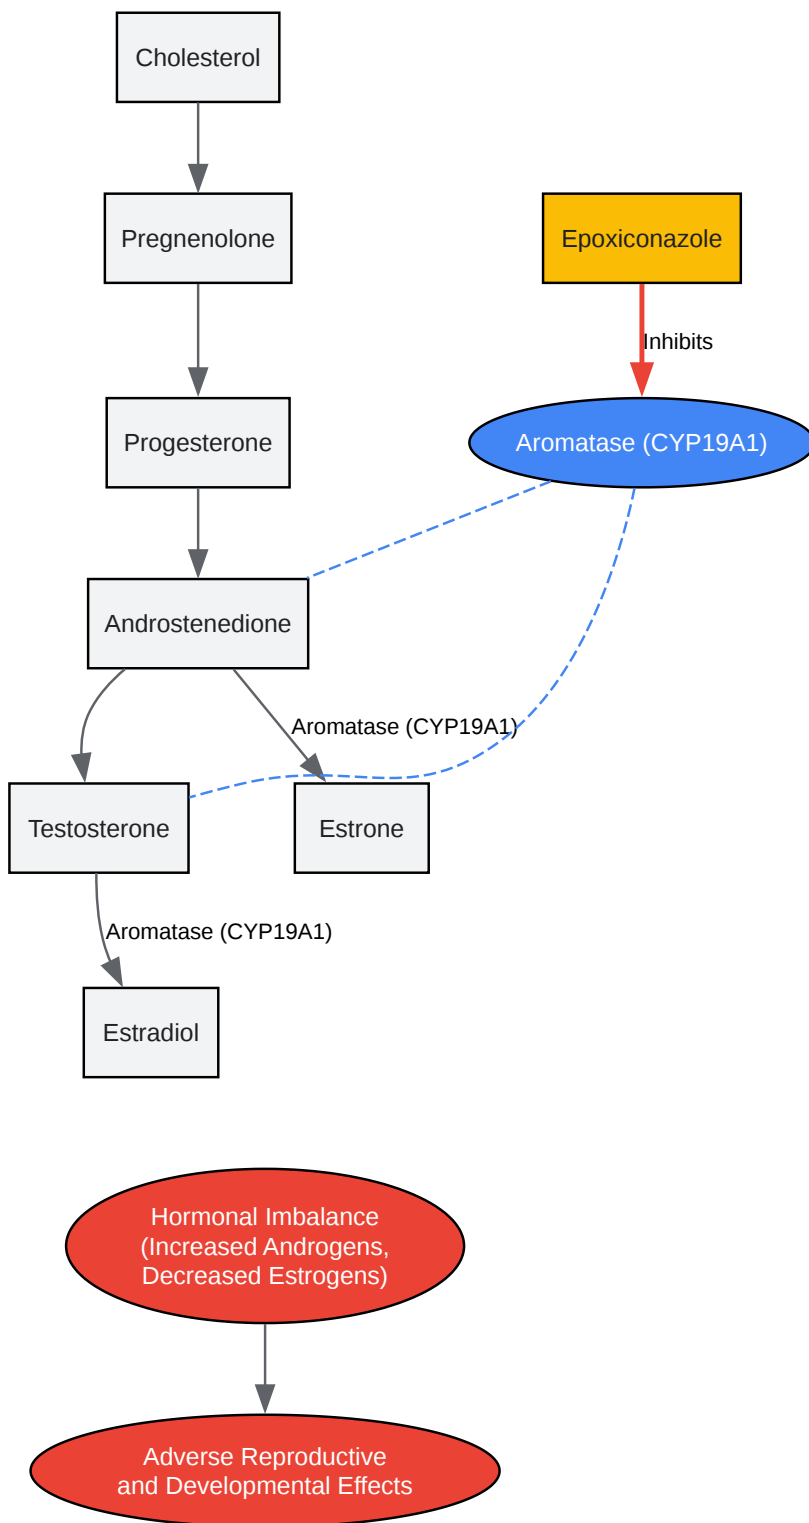 Cholesterol
Pregnenolone
Epoxiconazole
Inhibits
Progesterone
Aromatase (CYP19A1)
Androstenedione
Aromatase (CYP19A1)
Testosterone
Estrone
Aromatase (CYP19A1)
Estradiol
Hormonal Imbalance
(Increased Androgens,
Decreased Estrogens)
Adverse Reproductive
and Developmental Effects